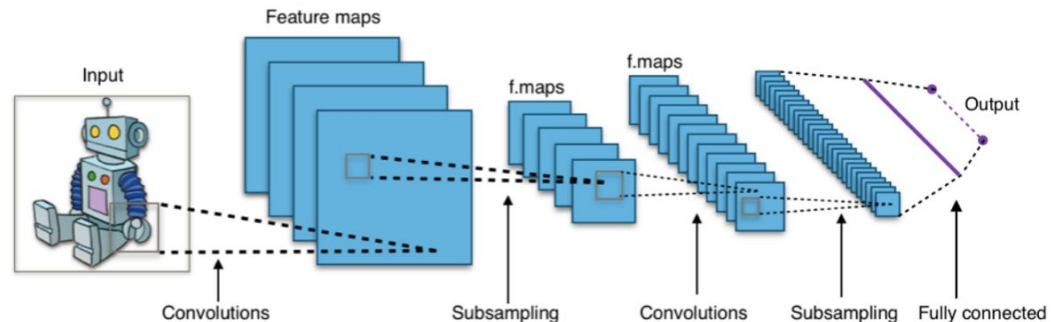 Feature maps
Input
f.maps
f.maps
Output
Convolutions
Subsampling
Convolutions
Subsampling
Fully connected